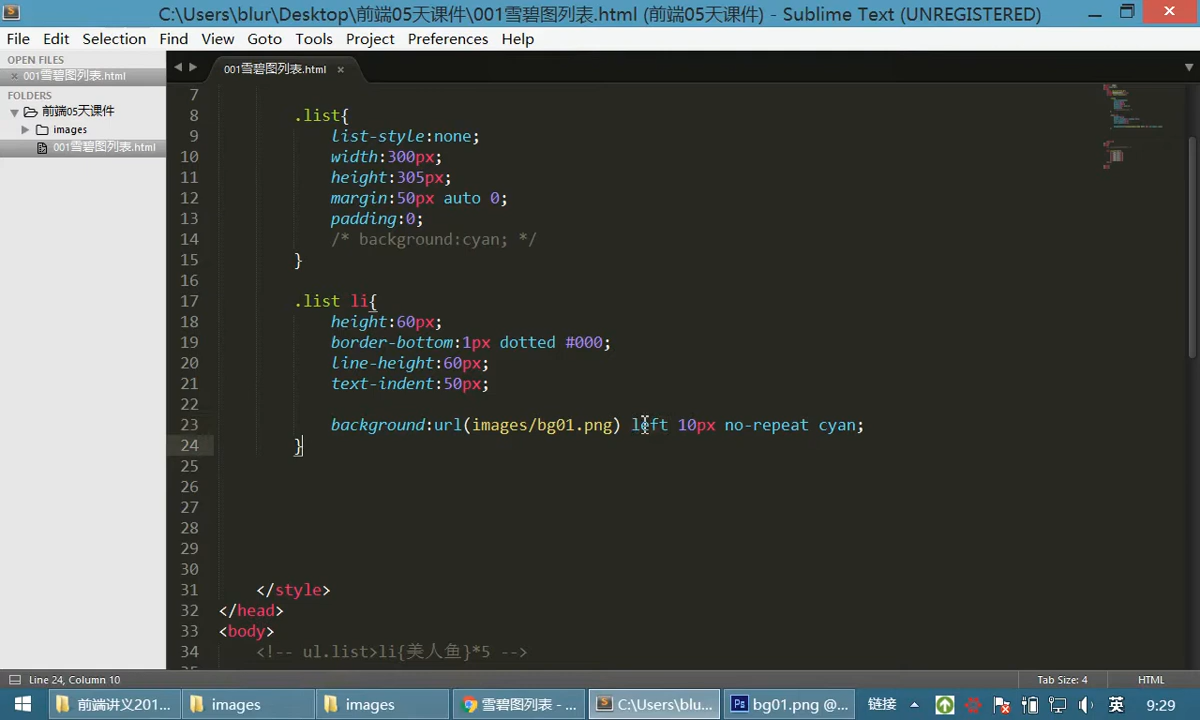 C:\Users\blur\Desktop\前端05天课件\001雪碧图列表.html (前端05天课件) - Sublime Text (UNREGISTERED)
File Edit Selection Find View Goto Tools Project Preferences Help
OPEN FILES
001雪碧图列表.html
FOLDERS
前端05天课件
images
001雪碧图列表.html
001雪碧图列表.html
7
8 .list{
9 list-style:none;
10 width:300px;
11 height:305px;
12 margin:50px auto 0;
13 padding:0;
14 /* background:cyan; */
15 }
16
17 .list li{
18 height:60px;
19 border-bottom:1px dotted #000;
20 line-height:60px;
21 text-indent:50px;
22
23 background:url(images/bg01.png) left 10px no-repeat cyan;
24 }
25
26
27
28
29
30
31 </style>
32 </head>
33 <body>
34 <!-- ul.list>li{美人鱼}*5 -->
Line 24, Column 10 Tab Size: 4 HTML
前端讲义201... images images 雪碧图列表 - ... C:\Users\blur... bg01.png @... 链接 英 9:29